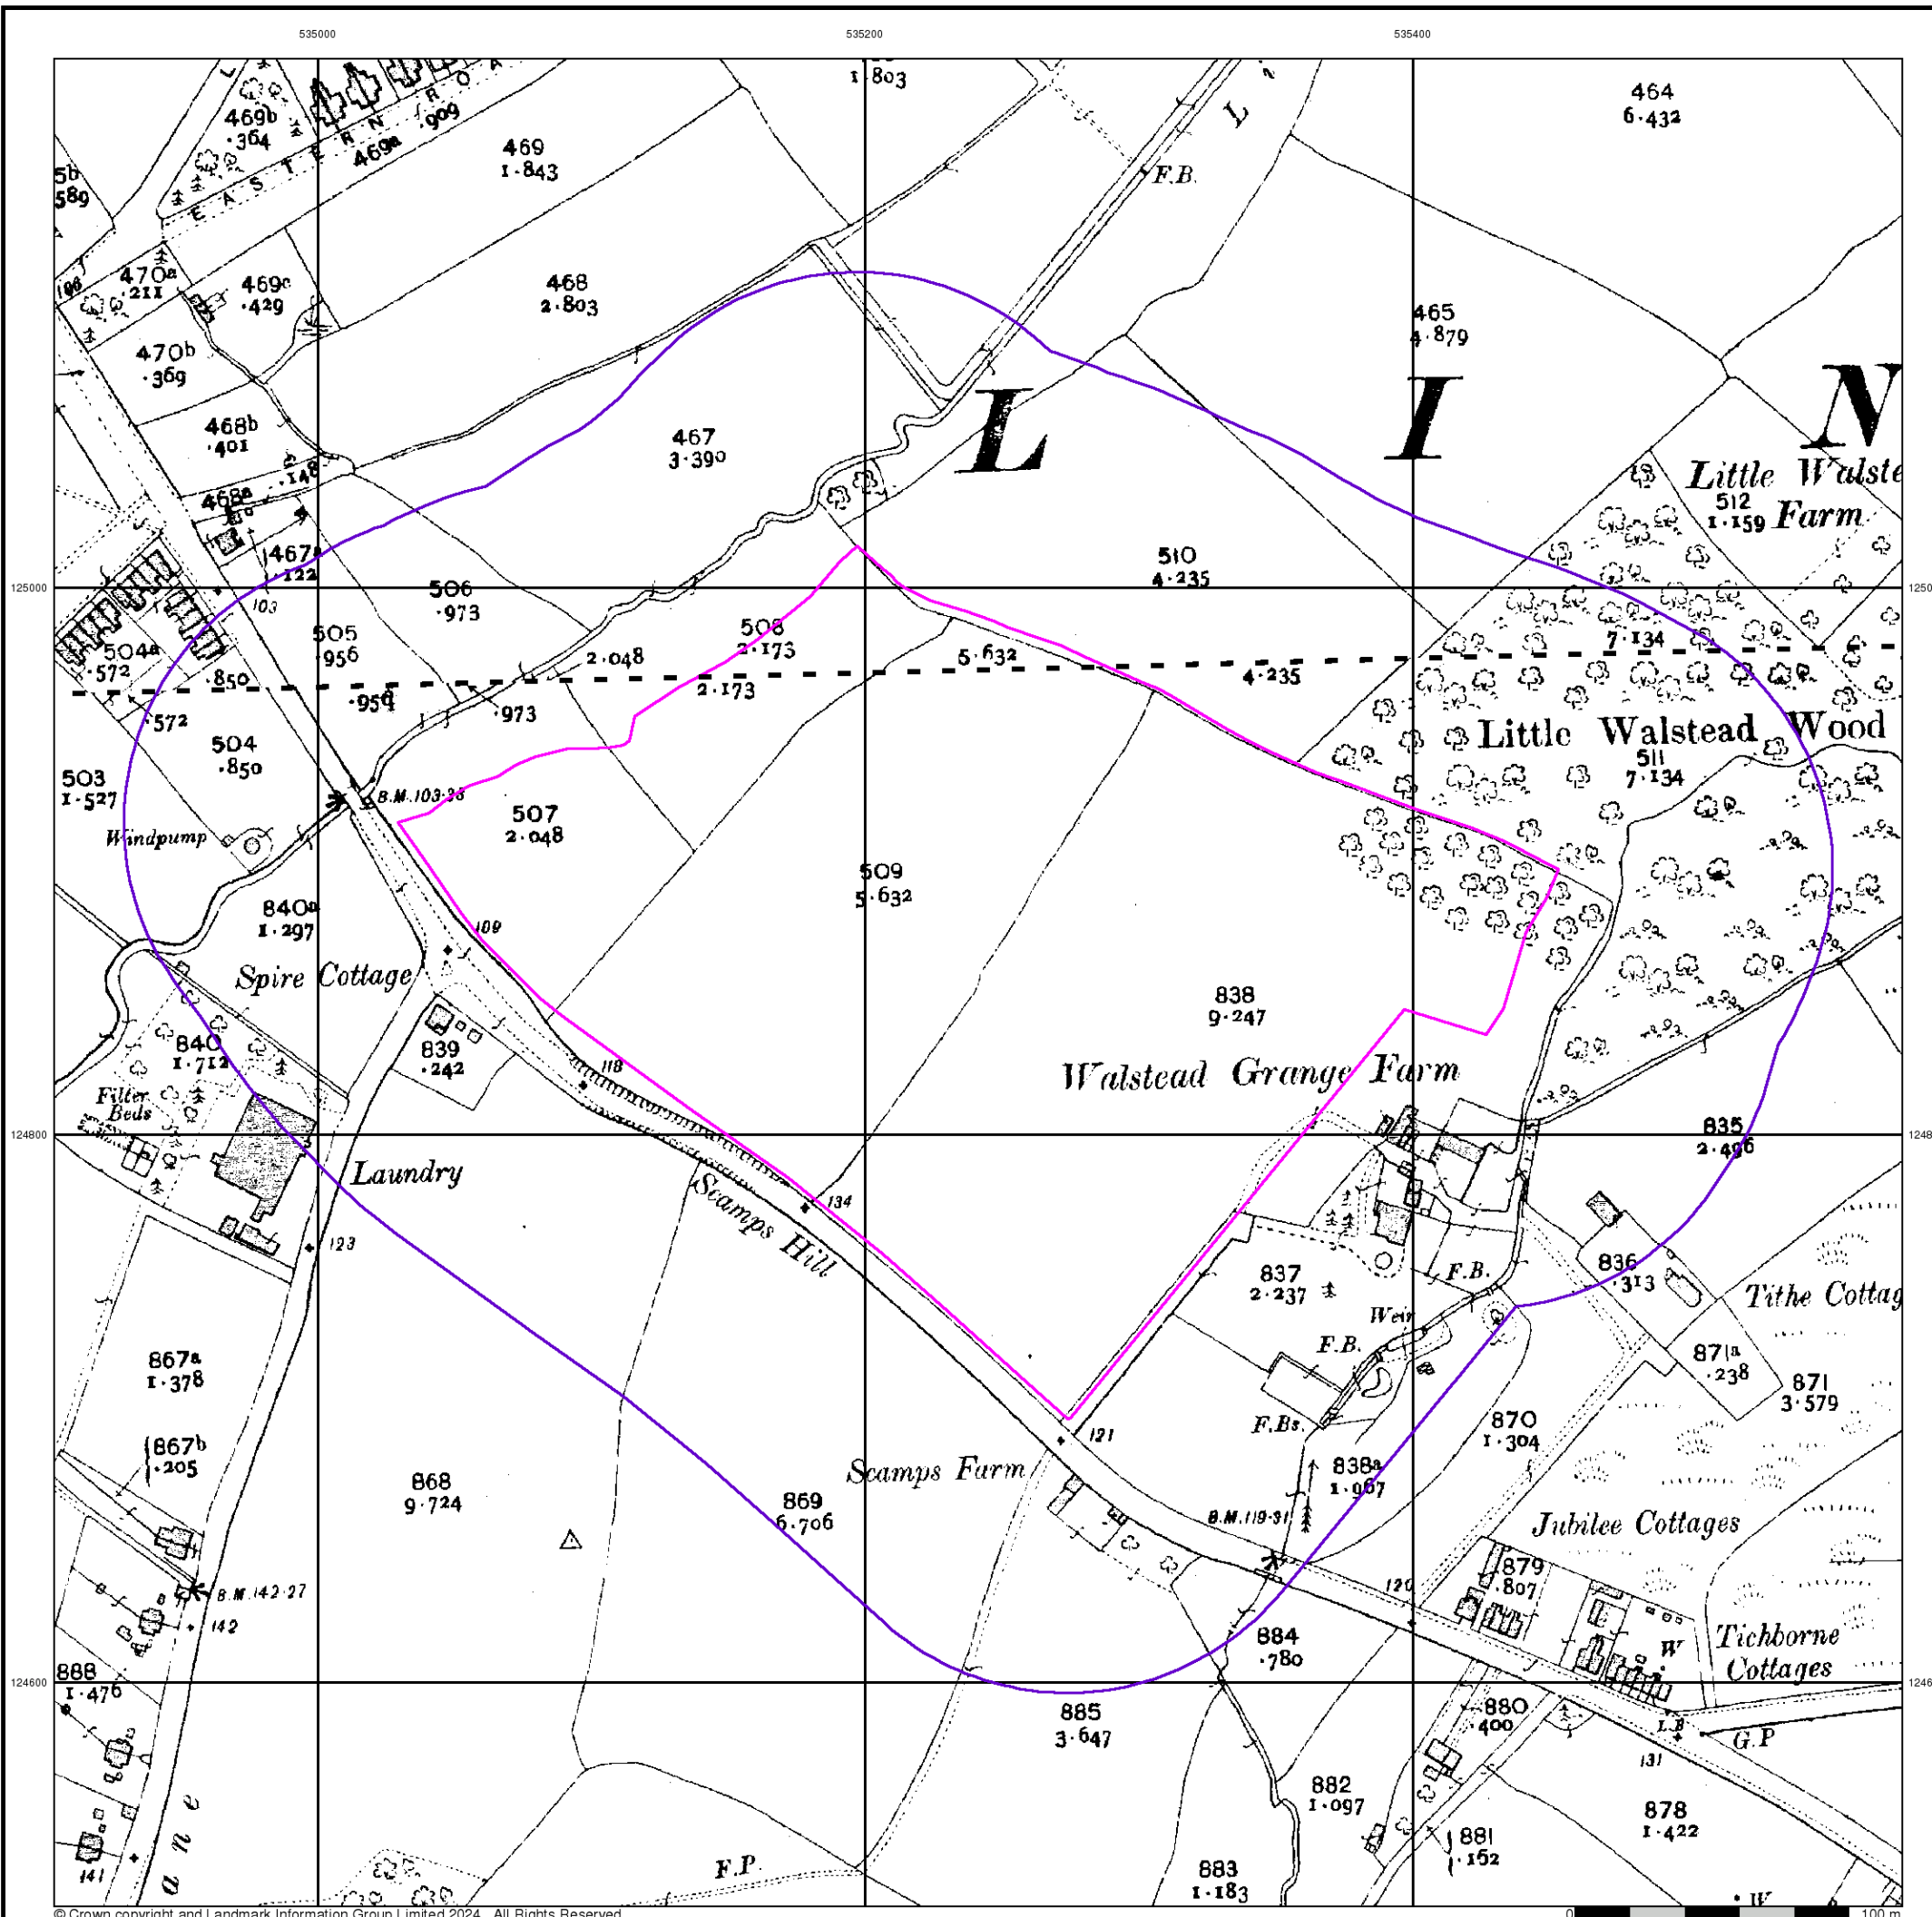 535000
535200
535400
1·803
464
6·432
469b
·364
EASTERN ROA
469a
·909
469
1·843
5b
589
F.B.
L
470a
·211
469c
·429
468
2·803
465
4·879
470b
·369
468b
·401
467
3·390
L I N
Little Walste
Farm
512
1·159
468a
·148
467a
·122
510
4·235
125000
103
506
·973
505
·956
508
2·173
504a
·572
·850
2·048
5·632
7·134
2·173
4·235
·956
·973
·572
504
·850
Little Walstead Wood
511
7·134
503
1·527
B.M.103·38
Windpump
507
2·048
509
5·632
840a
1·297
109
Spire Cottage
838
9·247
840
1·712
839
·242
118
Walstead Grange Farm
Filter
Beds
124800
835
2·496
Laundry
Scamps Hill
134
123
837
2·237
F.B.
836
·313
Tithe Cottag
Weir
F.B.
867a
1·378
871a
·238
871
3·579
F.Bs.
870
1·304
121
867b
·205
868
9·724
Scamps Farm
869
6·706
838a
1·967
B.M.119·31
Jubilee Cottages
879
·807
120
B.M.142·27
142
884
·780
W
Tichborne
Cottages
888
1·476
124600
885
3·647
880
·400
L.B
G.P
131
882
1·097
878
1·422
881
·152
141
ane
F.P.
883
1·183
W
© Crown copyright and Landmark Information Group Limited 2024. All Rights Reserved.
0
100 m